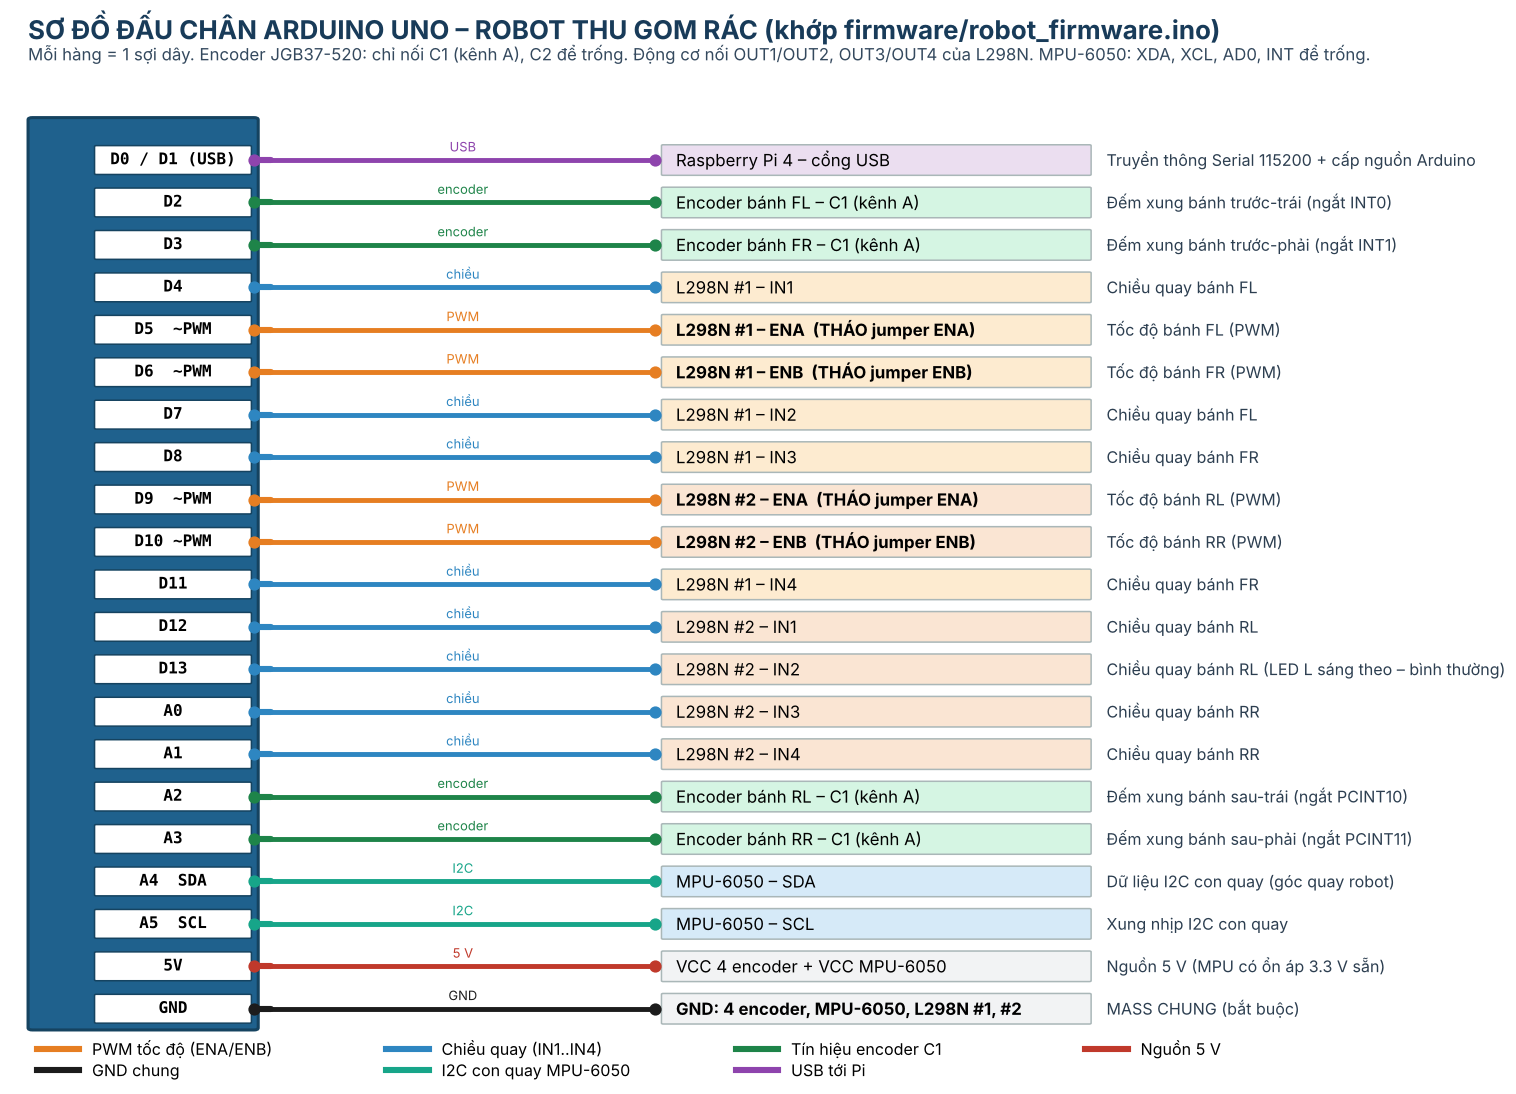 SƠ ĐỒ ĐẤU CHÂN ARDUINO UNO – ROBOT THU GOM RÁC (khớp firmware/robot_firmware.ino)
Mỗi hàng = 1 sợi dây. Encoder JGB37-520: chỉ nối C1 (kênh A), C2 để trống. Động cơ nối OUT1/OUT2, OUT3/OUT4 của L298N. MPU-6050: XDA, XCL, AD0, INT để trống.
D0 / D1 (USB) USB Raspberry Pi 4 – cổng USB Truyền thông Serial 115200 + cấp nguồn Arduino
D2 encoder Encoder bánh FL – C1 (kênh A) Đếm xung bánh trước-trái (ngắt INT0)
D3 encoder Encoder bánh FR – C1 (kênh A) Đếm xung bánh trước-phải (ngắt INT1)
D4 chiều L298N #1 – IN1 Chiều quay bánh FL
D5 ~PWM PWM L298N #1 – ENA (THÁO jumper ENA) Tốc độ bánh FL (PWM)
D6 ~PWM PWM L298N #1 – ENB (THÁO jumper ENB) Tốc độ bánh FR (PWM)
D7 chiều L298N #1 – IN2 Chiều quay bánh FL
D8 chiều L298N #1 – IN3 Chiều quay bánh FR
D9 ~PWM PWM L298N #2 – ENA (THÁO jumper ENA) Tốc độ bánh RL (PWM)
D10 ~PWM PWM L298N #2 – ENB (THÁO jumper ENB) Tốc độ bánh RR (PWM)
D11 chiều L298N #1 – IN4 Chiều quay bánh FR
D12 chiều L298N #2 – IN1 Chiều quay bánh RL
D13 chiều L298N #2 – IN2 Chiều quay bánh RL (LED L sáng theo – bình thường)
A0 chiều L298N #2 – IN3 Chiều quay bánh RR
A1 chiều L298N #2 – IN4 Chiều quay bánh RR
A2 encoder Encoder bánh RL – C1 (kênh A) Đếm xung bánh sau-trái (ngắt PCINT10)
A3 encoder Encoder bánh RR – C1 (kênh A) Đếm xung bánh sau-phải (ngắt PCINT11)
A4 SDA I2C MPU-6050 – SDA Dữ liệu I2C con quay (góc quay robot)
A5 SCL I2C MPU-6050 – SCL Xung nhịp I2C con quay
5V 5 V VCC 4 encoder + VCC MPU-6050 Nguồn 5 V (MPU có ổn áp 3.3 V sẵn)
GND GND GND: 4 encoder, MPU-6050, L298N #1, #2 MASS CHUNG (bắt buộc)
PWM tốc độ (ENA/ENB) Chiều quay (IN1..IN4) Tín hiệu encoder C1 Nguồn 5 V
GND chung I2C con quay MPU-6050 USB tới Pi